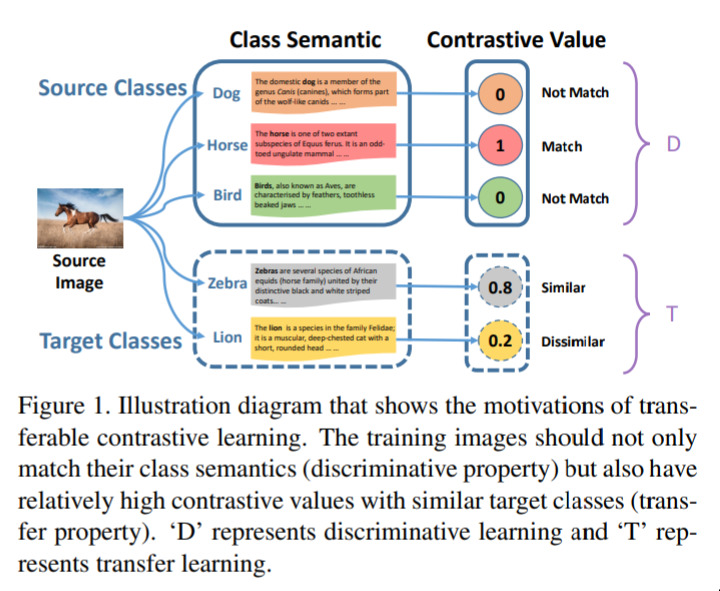 Class Semantic
Contrastive Value
Source Classes
Dog
The domestic dog is a member of the
genus Canis (canines), which forms part
of the wolf-like canids ... ...
0
Not Match
Horse
The horse is one of two extant
subspecies of Equus ferus. It is an odd-
toed ungulate mammal ... ...
1
Match
D
Bird
Birds, also known as Aves, are
characterised by feathers, toothless
beaked jaws ... ...
0
Not Match
Source
Image
Zebra
Zebras are several species of African
equids (horse family) united by their
distinctive black and white striped
coats... ...
0.8
Similar
T
Target Classes
Lion
The lion is a species in the family Felidae;
it is a muscular, deep-chested cat with a
short, rounded head ... ...
0.2
Dissimilar
Figure 1. Illustration diagram that shows the motivations of trans-
ferable contrastive learning. The training images should not only
match their class semantics (discriminative property) but also have
relatively high contrastive values with similar target classes (trans-
fer property). ‘D’ represents discriminative learning and ‘T’ rep-
resents transfer learning.